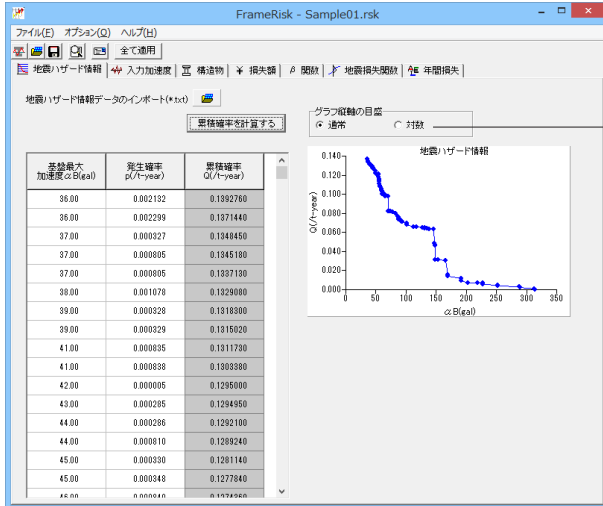 FrameRisk - Sample01.rsk
ファイル(F) オプション(O) ヘルプ(H)
全て適用
地震ハザード情報 入力加速度 構造物 ¥ 損失額 β 関数 地震損失関数 年間損失
地震ハザード情報データのインポート(*.txt)
累積確率を計算する
グラフ縦軸の目盛
通常 対数
基盤最大 発生確率 累積確率
加速度αB(gal) p(/t-year) Q(/t-year)
36.00 0.002132 0.1392760
36.00 0.002299 0.1371440
37.00 0.000327 0.1348450
37.00 0.000805 0.1345180
37.00 0.000805 0.1337130
38.00 0.001078 0.1329080
39.00 0.000328 0.1318300
39.00 0.000329 0.1315020
41.00 0.000835 0.1311730
41.00 0.000838 0.1303380
42.00 0.000005 0.1295000
43.00 0.000285 0.1294950
44.00 0.000286 0.1292100
44.00 0.000810 0.1289240
45.00 0.000330 0.1281140
45.00 0.000348 0.1277840
地震ハザード情報
Q(/t-year)
0.140
0.120
0.100
0.080
0.060
0.040
0.020
0.000
0 50 100 150 200 250 300 350
αB(gal)